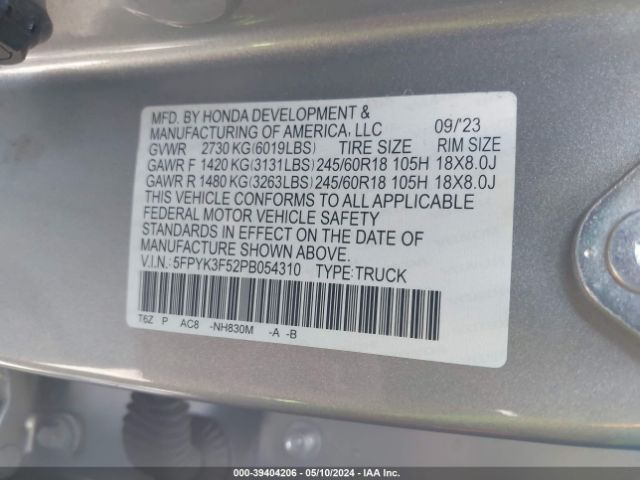 MFD. BY HONDA DEVELOPMENT &
MANUFACTURING OF AMERICA, LLC 09/'23
GVWR 2730 KG(6019LBS) TIRE SIZE RIM SIZE
GAWR F 1420 KG(3131LBS) 245/60R18 105H 18X8.0J
GAWR R 1480 KG(3263LBS) 245/60R18 105H 18X8.0J
THIS VEHICLE CONFORMS TO ALL APPLICABLE
FEDERAL MOTOR VEHICLE SAFETY
STANDARDS IN EFFECT ON THE DATE OF
MANUFACTURE SHOWN ABOVE.
V.I.N.: 5FPYK3F52PB054310 TYPE:TRUCK
T6Z P AC8 -NH830M -A -B
000-39404206 - 05/10/2024 - IAA Inc.